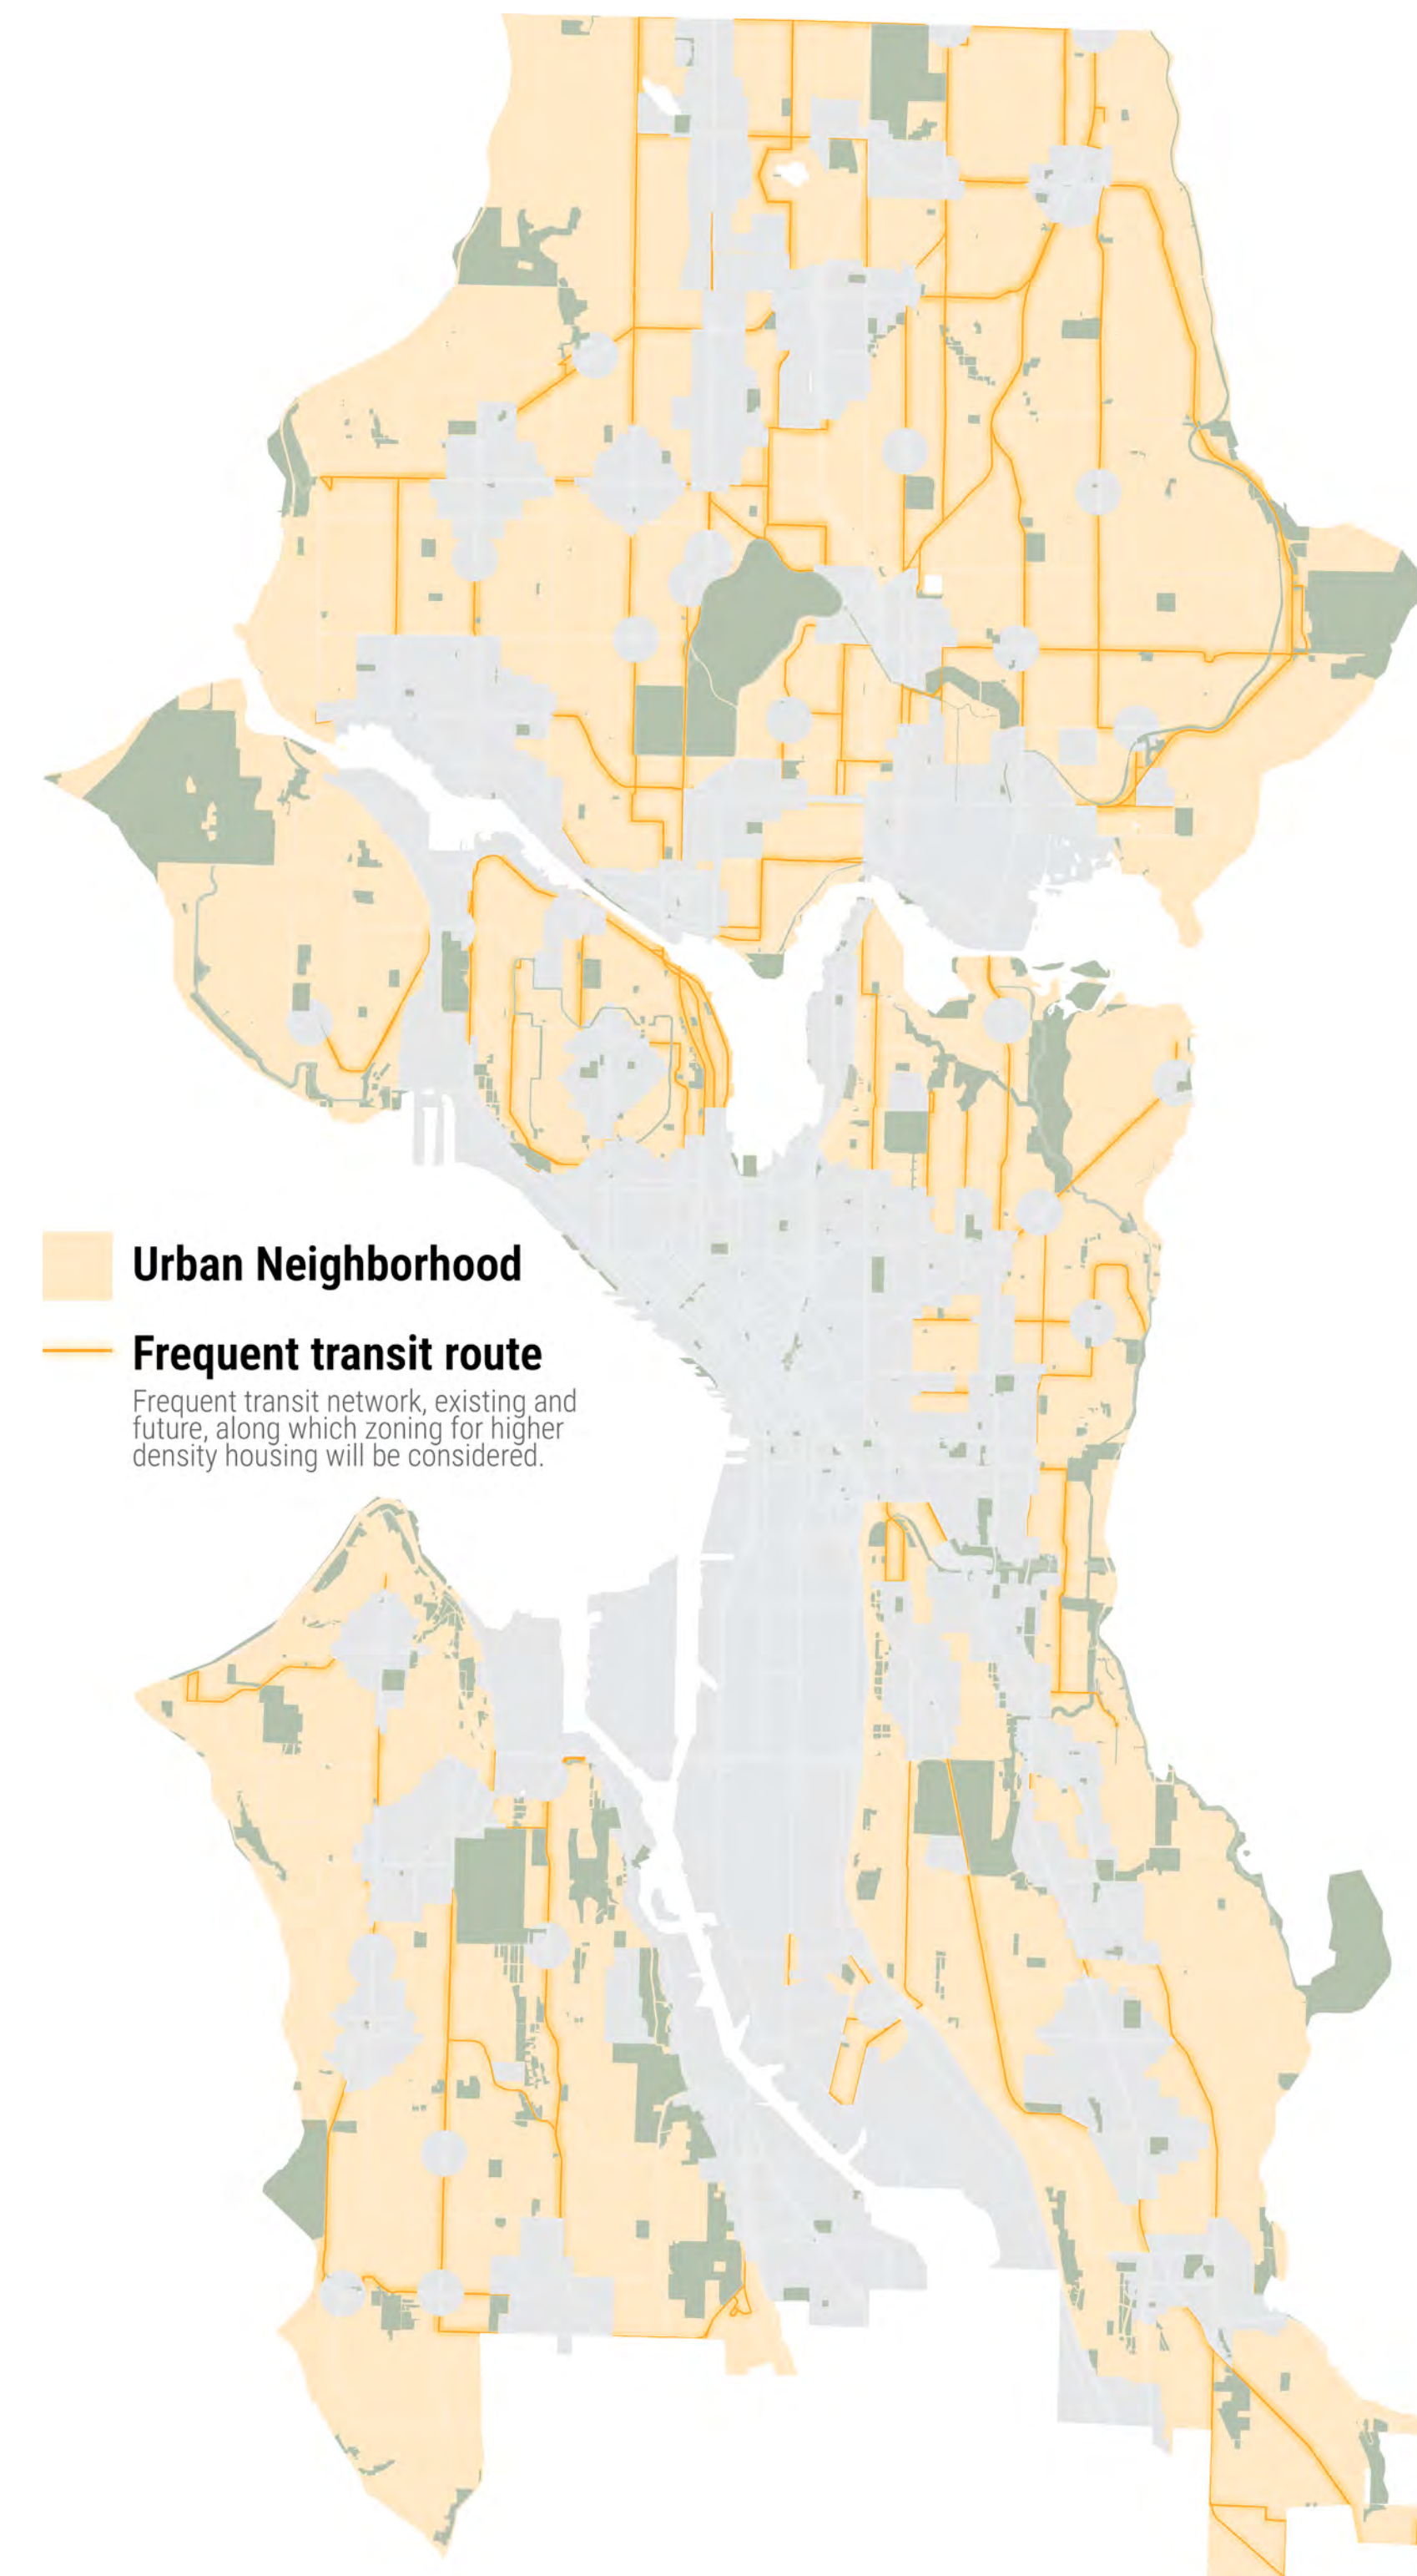 Urban Neighborhood
Frequent transit route
Frequent transit network, existing and
future, along which zoning for higher
density housing will be considered.